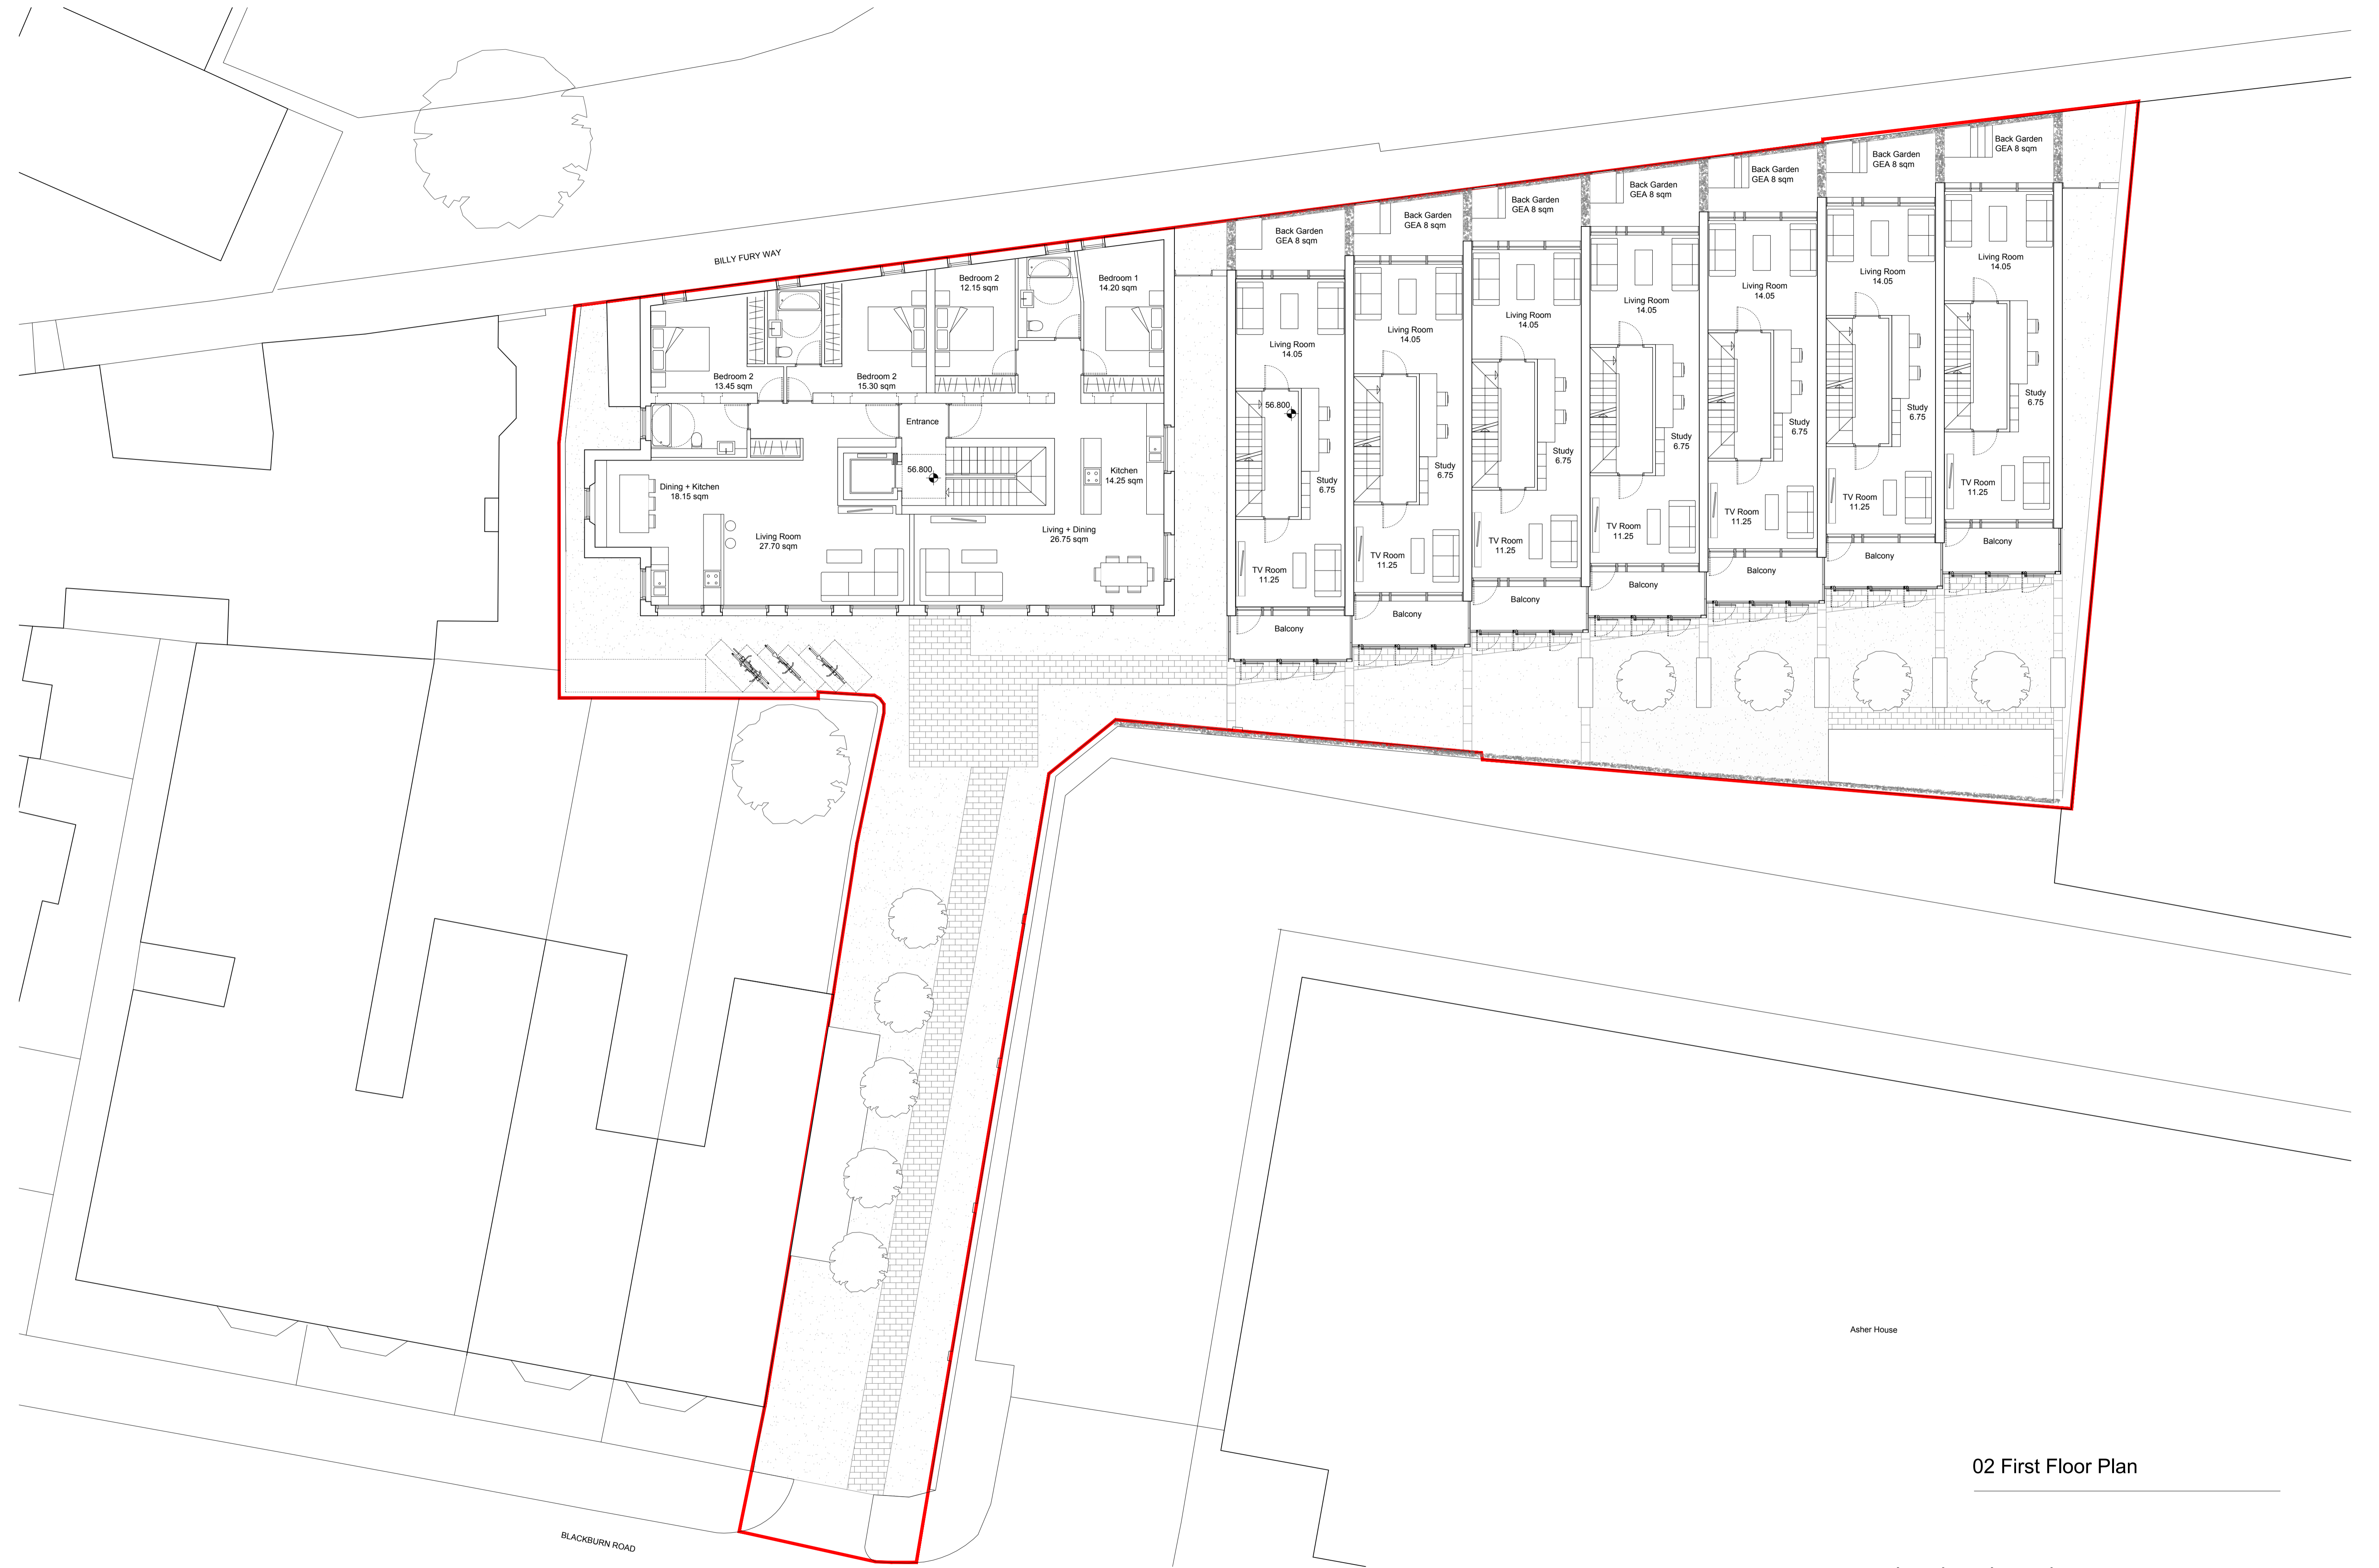 BILLY FURY WAY
Bedroom 2
13.45 sqm
Bedroom 2
15.30 sqm
Bedroom 2
12.15 sqm
Bedroom 1
14.20 sqm
Entrance
56.800
Dining + Kitchen
18.15 sqm
Living Room
27.70 sqm
Living + Dining
26.75 sqm
Kitchen
14.25 sqm
Back Garden
GEA 8 sqm
Living Room
14.05
56.800
Study
6.75
TV Room
11.25
Balcony
Back Garden
GEA 8 sqm
Living Room
14.05
Study
6.75
TV Room
11.25
Balcony
Back Garden
GEA 8 sqm
Living Room
14.05
Study
6.75
TV Room
11.25
Balcony
Back Garden
GEA 8 sqm
Living Room
14.05
Study
6.75
TV Room
11.25
Balcony
Back Garden
GEA 8 sqm
Living Room
14.05
Study
6.75
TV Room
11.25
Balcony
Back Garden
GEA 8 sqm
Living Room
14.05
Study
6.75
TV Room
11.25
Balcony
Back Garden
GEA 8 sqm
Living Room
14.05
Study
6.75
TV Room
11.25
Balcony
Asher House
02 First Floor Plan
BLACKBURN ROAD